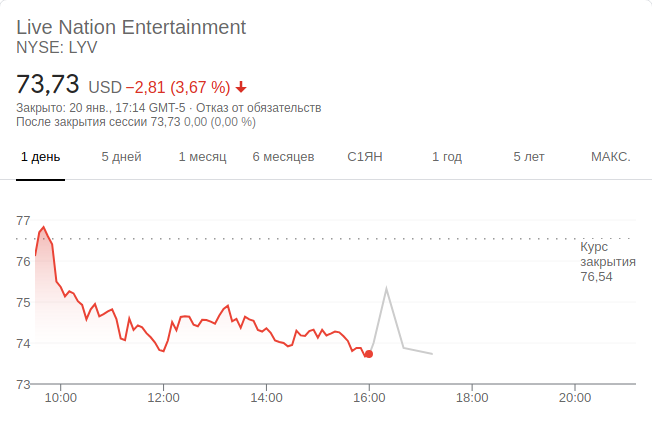 Live Nation Entertainment
NYSE: LYV
73,73 USD −2,81 (3,67 %)
Закрыто: 20 янв., 17:14 GMT-5 · Отказ от обязательств
После закрытия сессии 73,73 0,00 (0,00 %)
1 день 5 дней 1 месяц 6 месяцев С1ЯН 1 год 5 лет МАКС.
77
Курс
закрытия
76,54
76
75
74
73
10:00 12:00 14:00 16:00 18:00 20:00